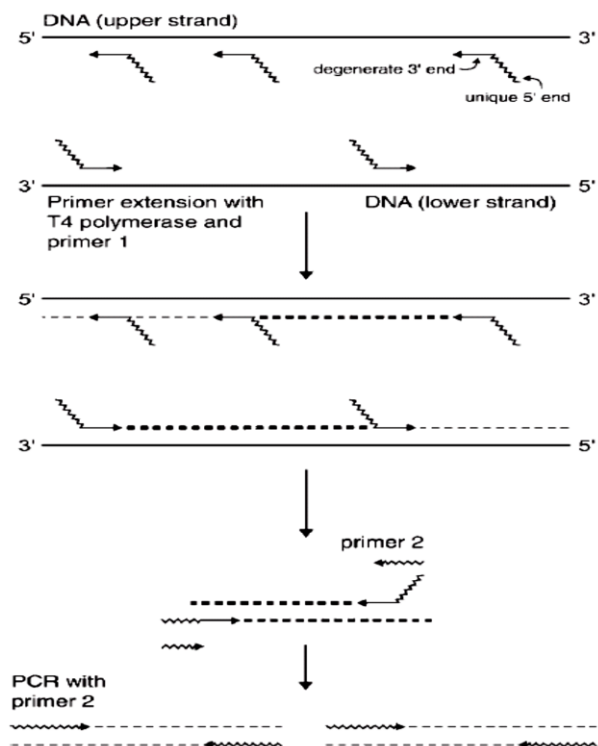 DNA (upper strand)
5' 3'
degenerate 3' end
unique 5' end
3' 5'
Primer extension with
T4 polymerase and
primer 1
DNA (lower strand)
5' 3'
3' 5'
primer 2
PCR with
primer 2